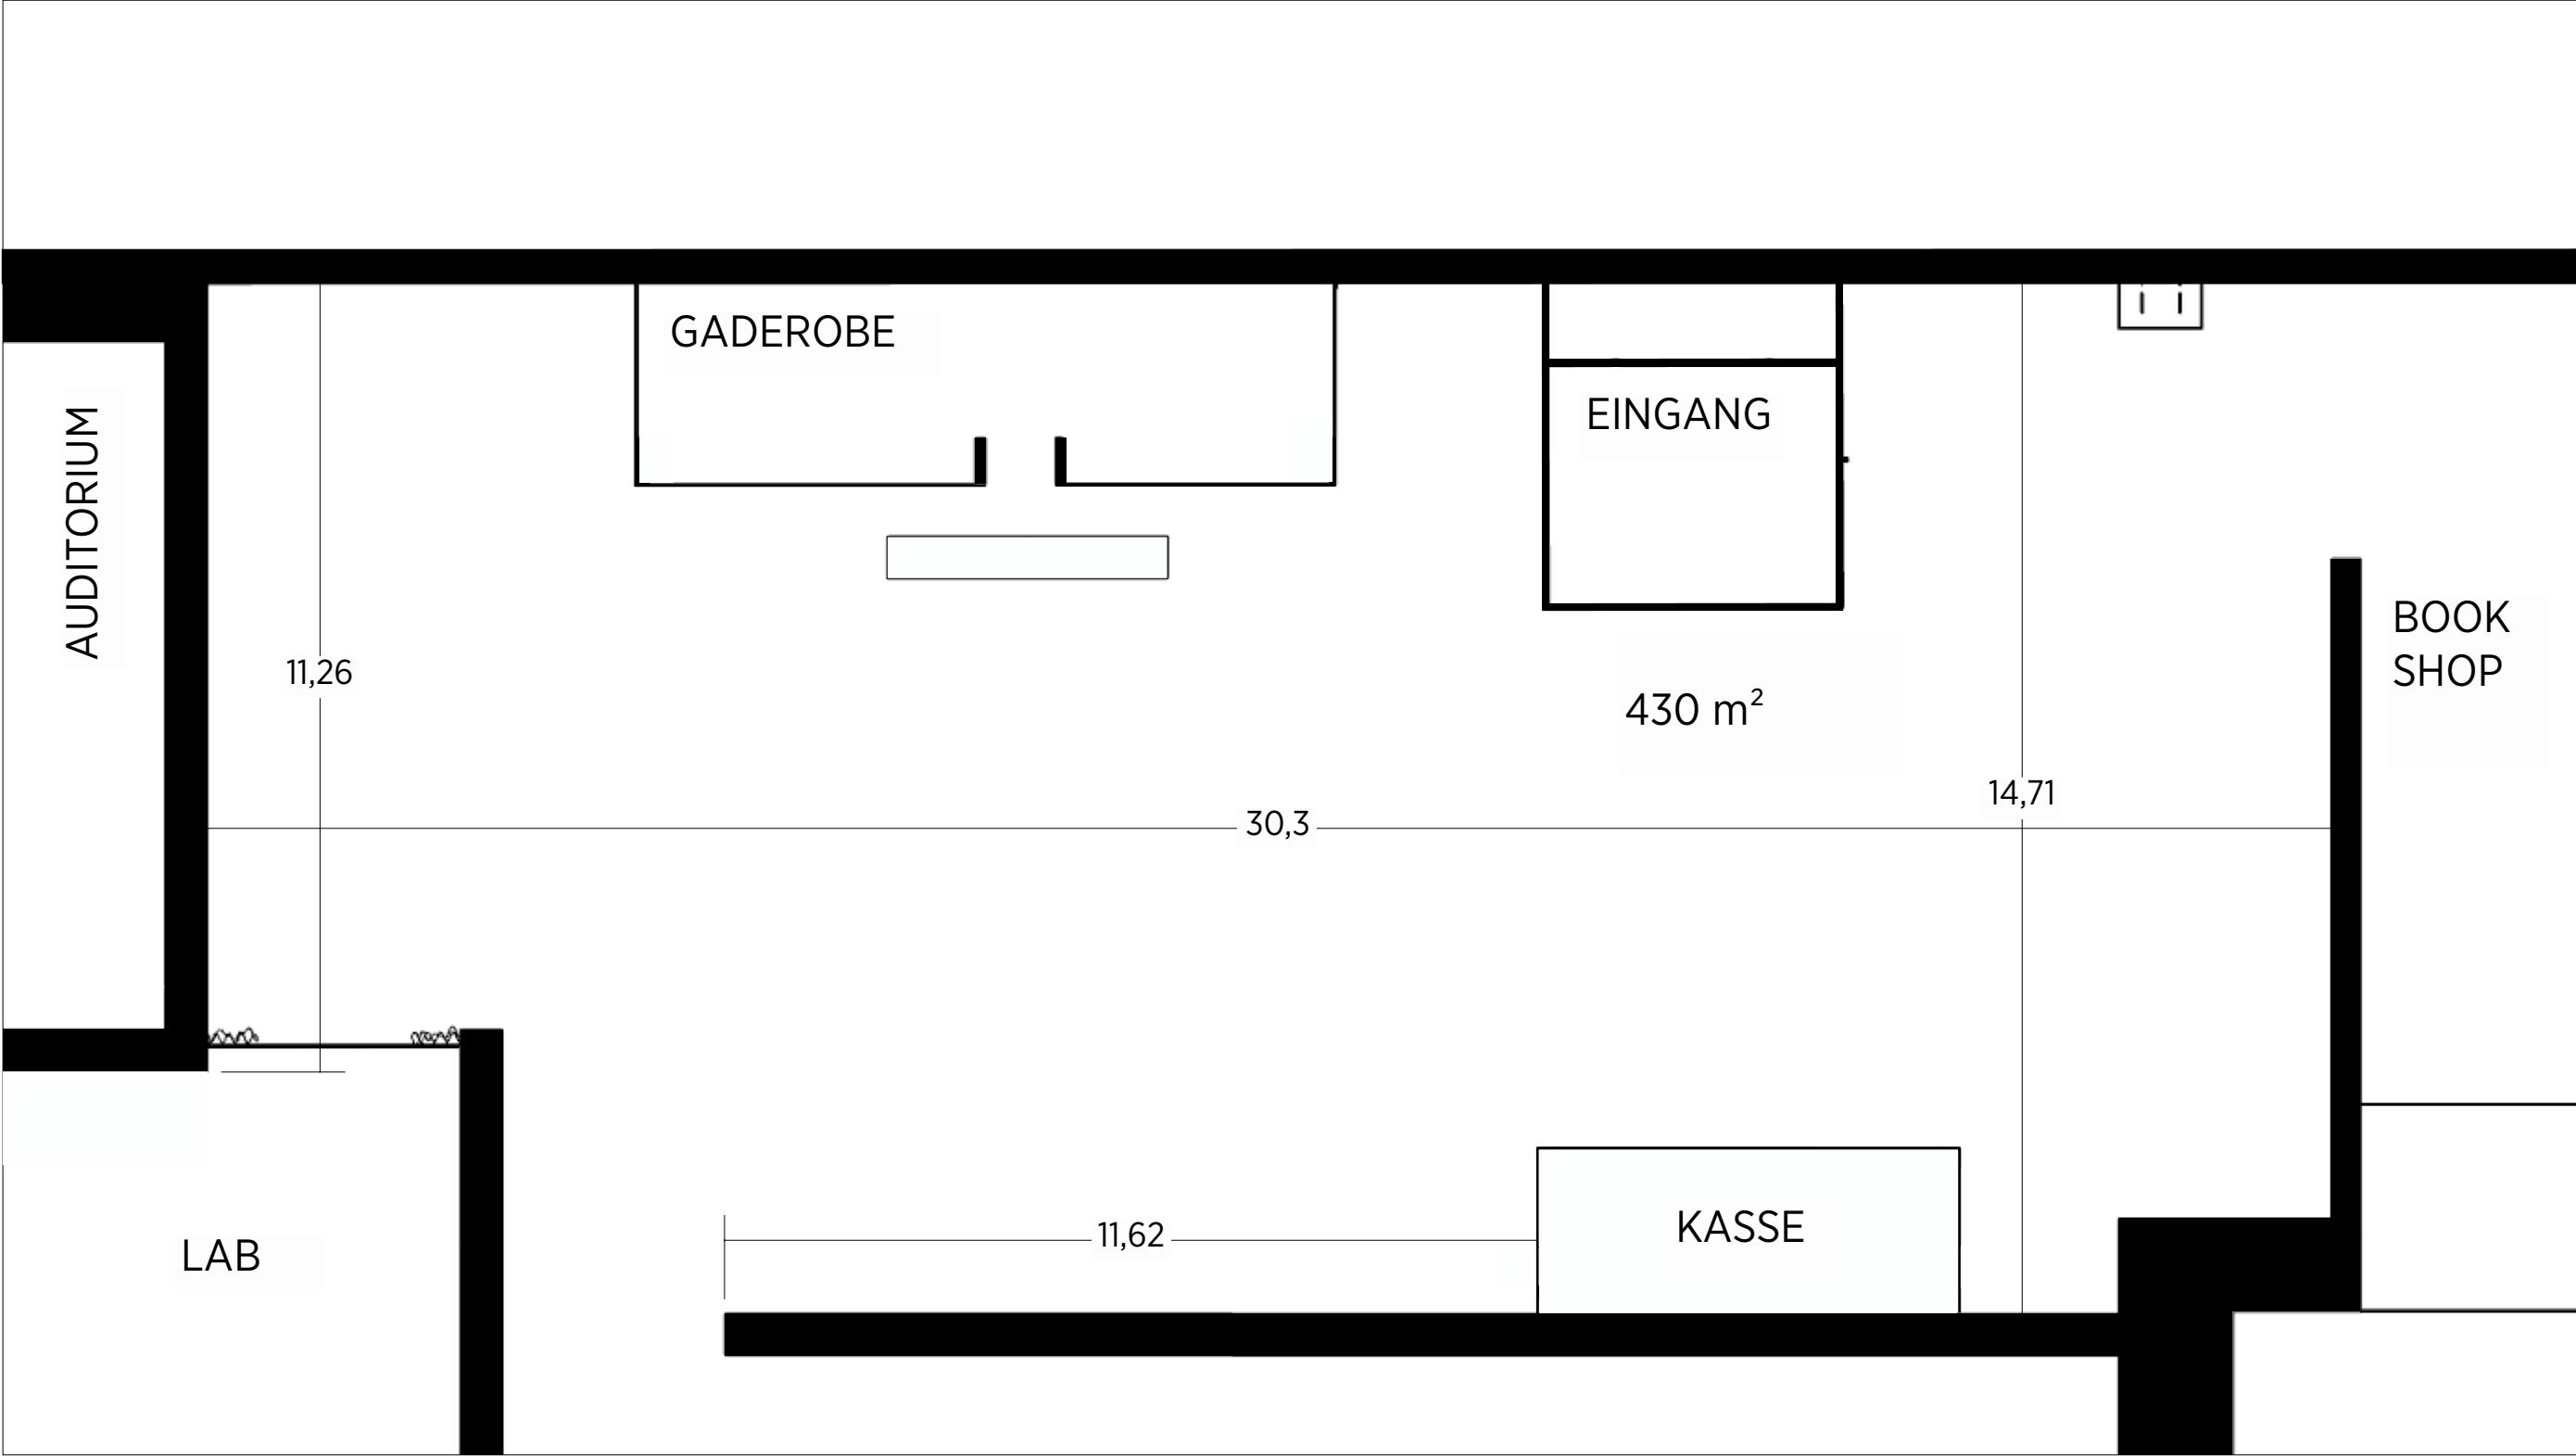 GADEROBE
EINGANG
AUDITORIUM
BOOK
SHOP
11,26
430 m²
14,71
30,3
11,62
KASSE
LAB